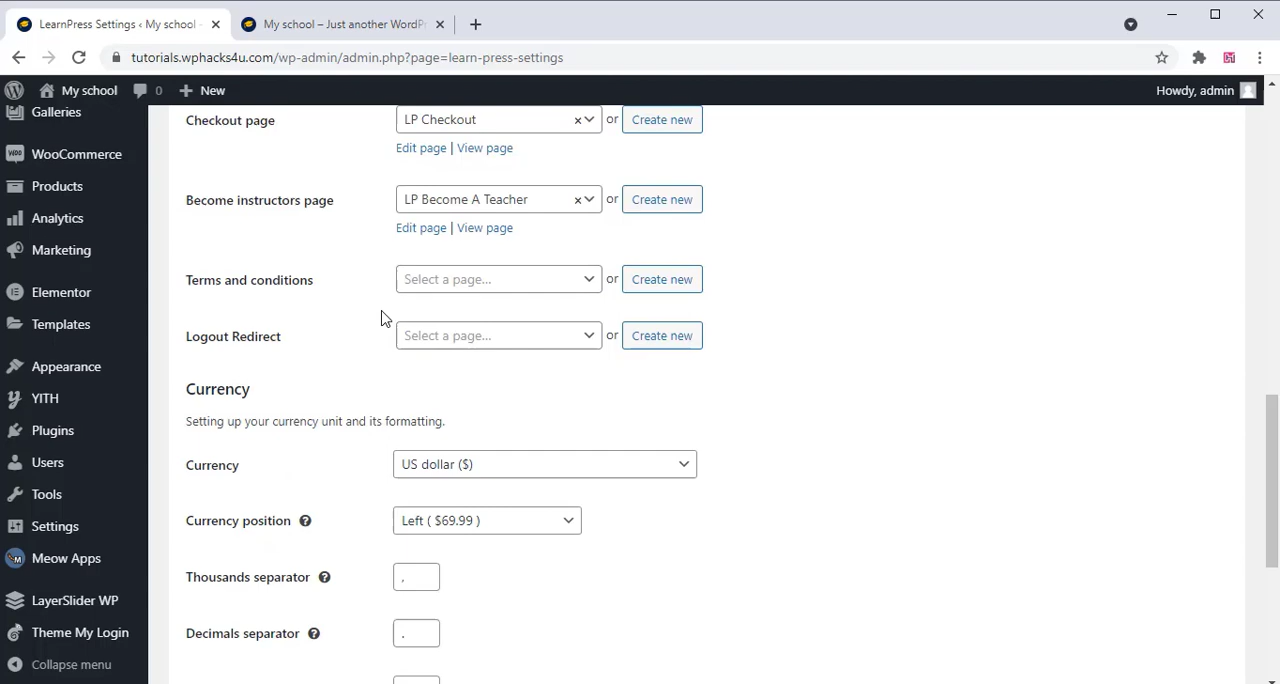 LearnPress Settings ‹ My school -
My school – Just another WordPr
tutorials.wphacks4u.com/wp-admin/admin.php?page=learn-press-settings
My school 0 + New Howdy, admin
Galleries
WooCommerce
Products
Analytics
Marketing
Elementor
Templates
Appearance
YITH
Plugins
Users
Tools
Settings
Meow Apps
LayerSlider WP
Theme My Login
Collapse menu
Checkout page LP Checkout × or Create new
Edit page | View page
Become instructors page LP Become A Teacher × or Create new
Edit page | View page
Terms and conditions Select a page... or Create new
Logout Redirect Select a page... or Create new
Currency
Setting up your currency unit and its formatting.
Currency US dollar ($)
Currency position ? Left ( $69.99 )
Thousands separator ? ,
Decimals separator ? .